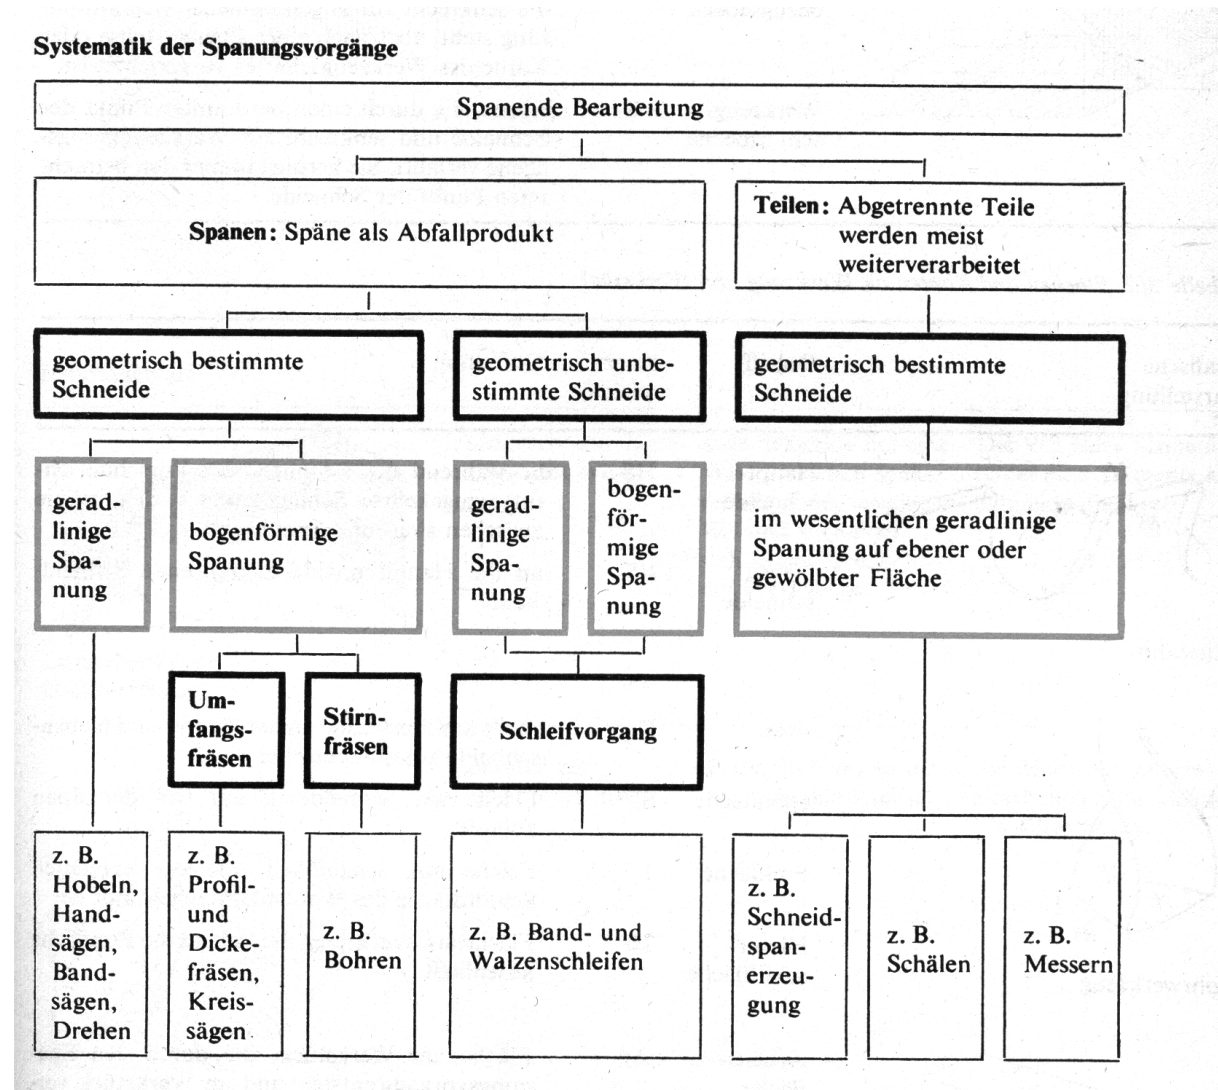 Systematik der Spanungsvorgänge
Spanende Bearbeitung
Spanen: Späne als Abfallprodukt
Teilen: Abgetrennte Teile
werden meist
weiterverarbeitet
geometrisch bestimmte
Schneide
geometrisch unbe-
stimmte Schneide
geometrisch bestimmte
Schneide
gerad-
linige
Spa-
nung
bogenförmige
Spanung
gerad-
linige
Spa-
nung
bogen-
för-
mige
Spa-
nung
im wesentlichen geradlinige
Spanung auf ebener oder
gewölbter Fläche
Um-
fangs-
fräsen
Stirn-
fräsen
Schleifvorgang
z. B.
Hobeln,
Hand-
sägen,
Band-
sägen,
Drehen
z. B.
Profil-
und
Dicke-
fräsen,
Kreis-
sägen
z. B.
Bohren
z. B. Band- und
Walzenschleifen
z. B.
Schneid-
span-
erzeu-
gung
z. B.
Schälen
z. B.
Messern